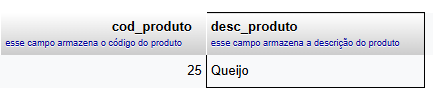 cod_produto desc_produto
esse campo armazena o código do produto esse campo armazena a descrição do produto
25 Queijo